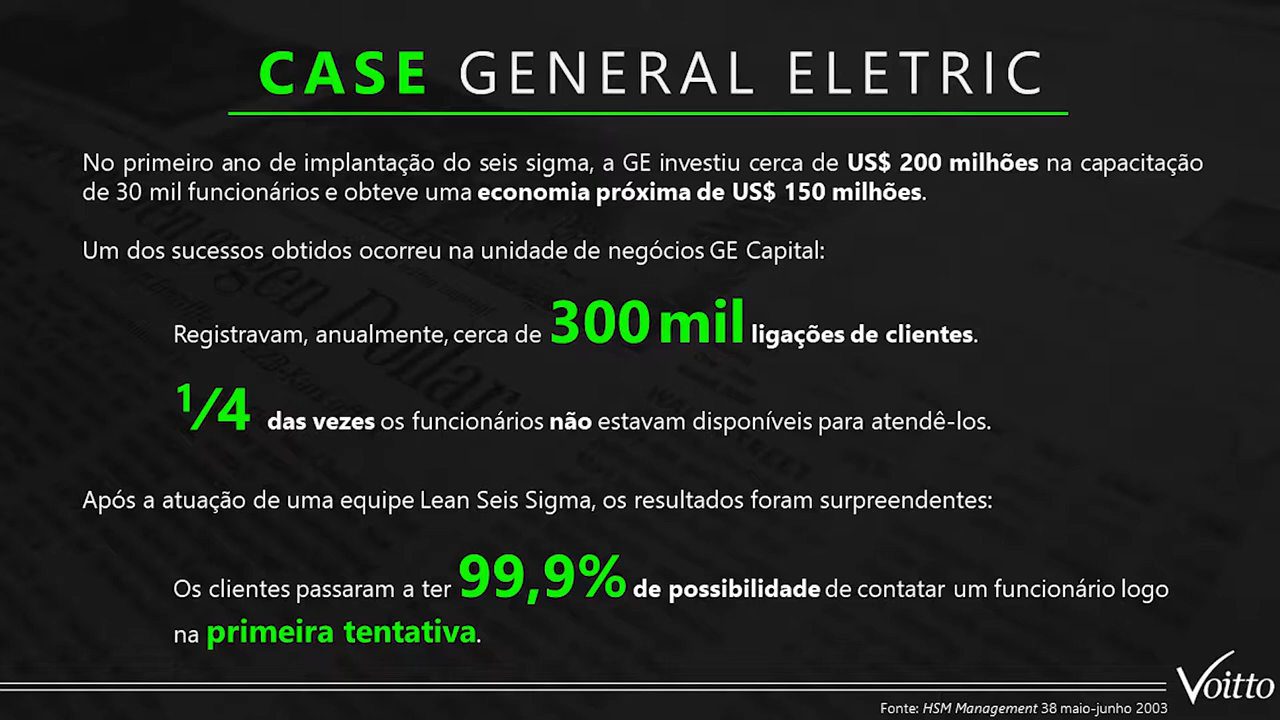 CASE GENERAL ELETRIC
No primeiro ano de implantação do seis sigma, a GE investiu cerca de US$ 200 milhões na capacitação
de 30 mil funcionários e obteve uma economia próxima de US$ 150 milhões.
Um dos sucessos obtidos ocorreu na unidade de negócios GE Capital:
Registravam, anualmente, cerca de 300 mil ligações de clientes.
¼ das vezes os funcionários não estavam disponíveis para atendê-los.
Após a atuação de uma equipe Lean Seis Sigma, os resultados foram surpreendentes:
Os clientes passaram a ter 99,9% de possibilidade de contatar um funcionário logo
na primeira tentativa.
Voitto
Fonte: HSM Management 38 maio-junho 2003